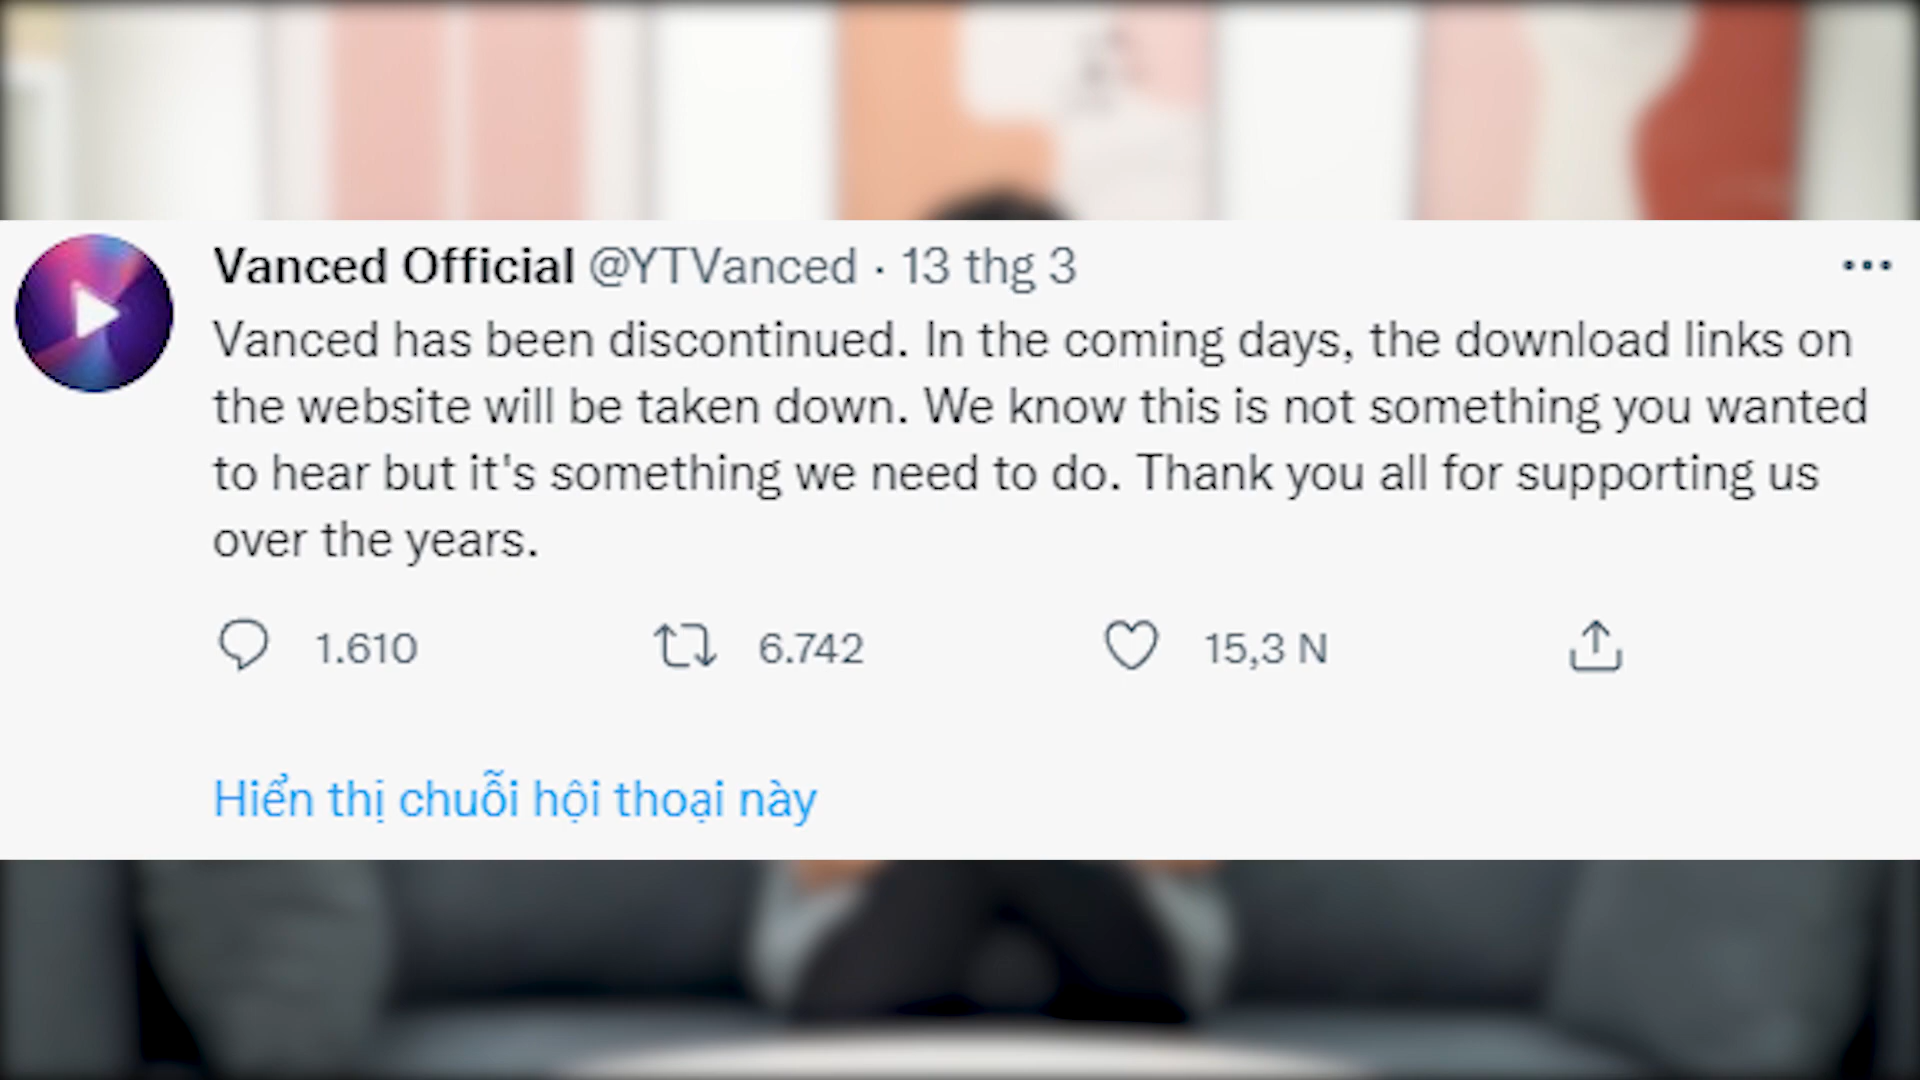 Vanced Official @YTVanced · 13 thg 3
Vanced has been discontinued. In the coming days, the download links on
the website will be taken down. We know this is not something you wanted
to hear but it's something we need to do. Thank you all for supporting us
over the years.
1.610 6.742 15,3 N
Hiển thị chuỗi hội thoại này